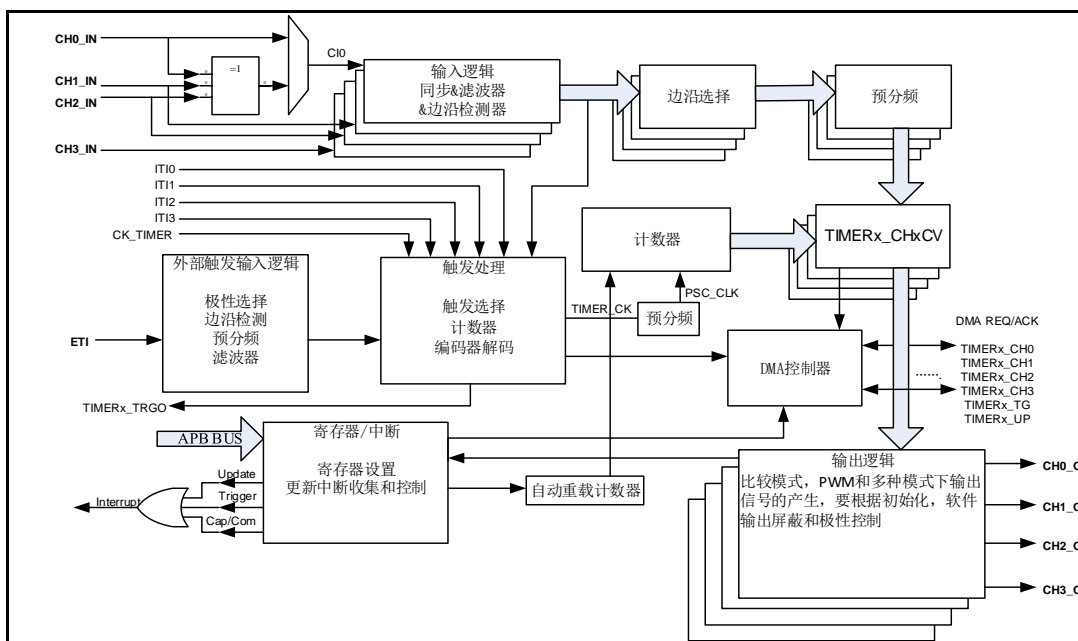 CH0_IN
CH1_IN
CH2_IN
CH3_IN
=1
CI0
输入逻辑
同步&滤波器
&边沿检测器
边沿选择
预分频
ITI0
ITI1
ITI2
ITI3
CK_TIMER
外部触发输入逻辑
极性选择
边沿检测
预分频
滤波器
ETI
触发处理
触发选择
计数器
编码器解码
TIMERx_TRGO
计数器
TIMER_CK
PSC_CLK
预分频
TIMERx_CHxCV
DMA控制器
DMA REQ/ACK
TIMERx_CH0
TIMERx_CH1
TIMERx_CH2
TIMERx_CH3
TIMERx_TG
TIMERx_UP
......
APB BUS
寄存器/中断
寄存器设置
更新中断收集和控制
Interrupt
Update
Trigger
Cap/Com
自动重载计数器
输出逻辑
比较模式，PWM和多种模式下输出
信号的产生，要根据初始化，软件
输出屏蔽和极性控制
CH0_O
CH1_O
CH2_O
CH3_O